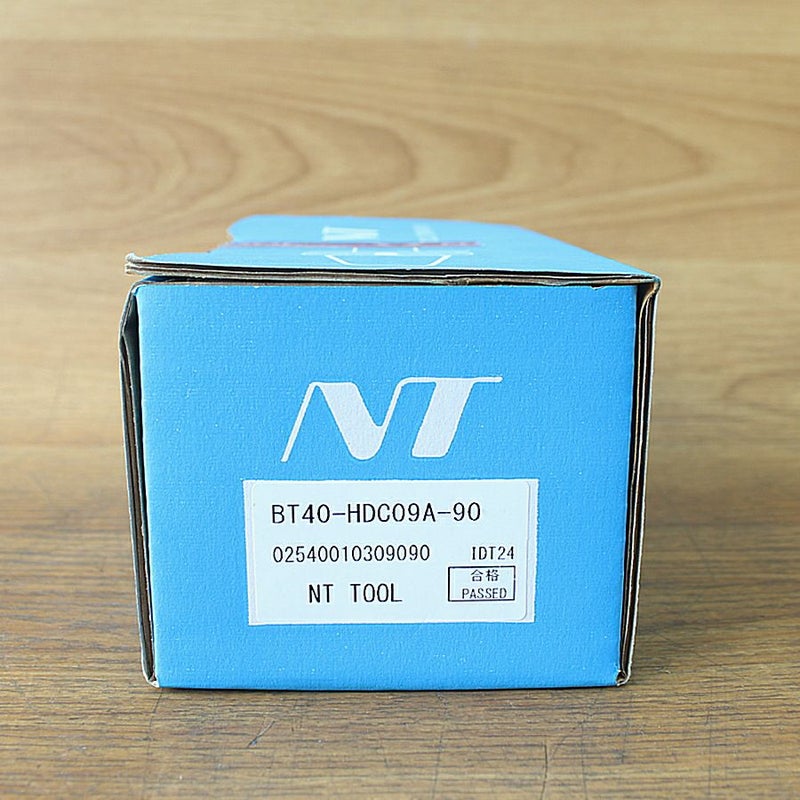 NT
BT40-HDC09A-90
02540010309090 IDT24
合格
NT TOOL PASSED